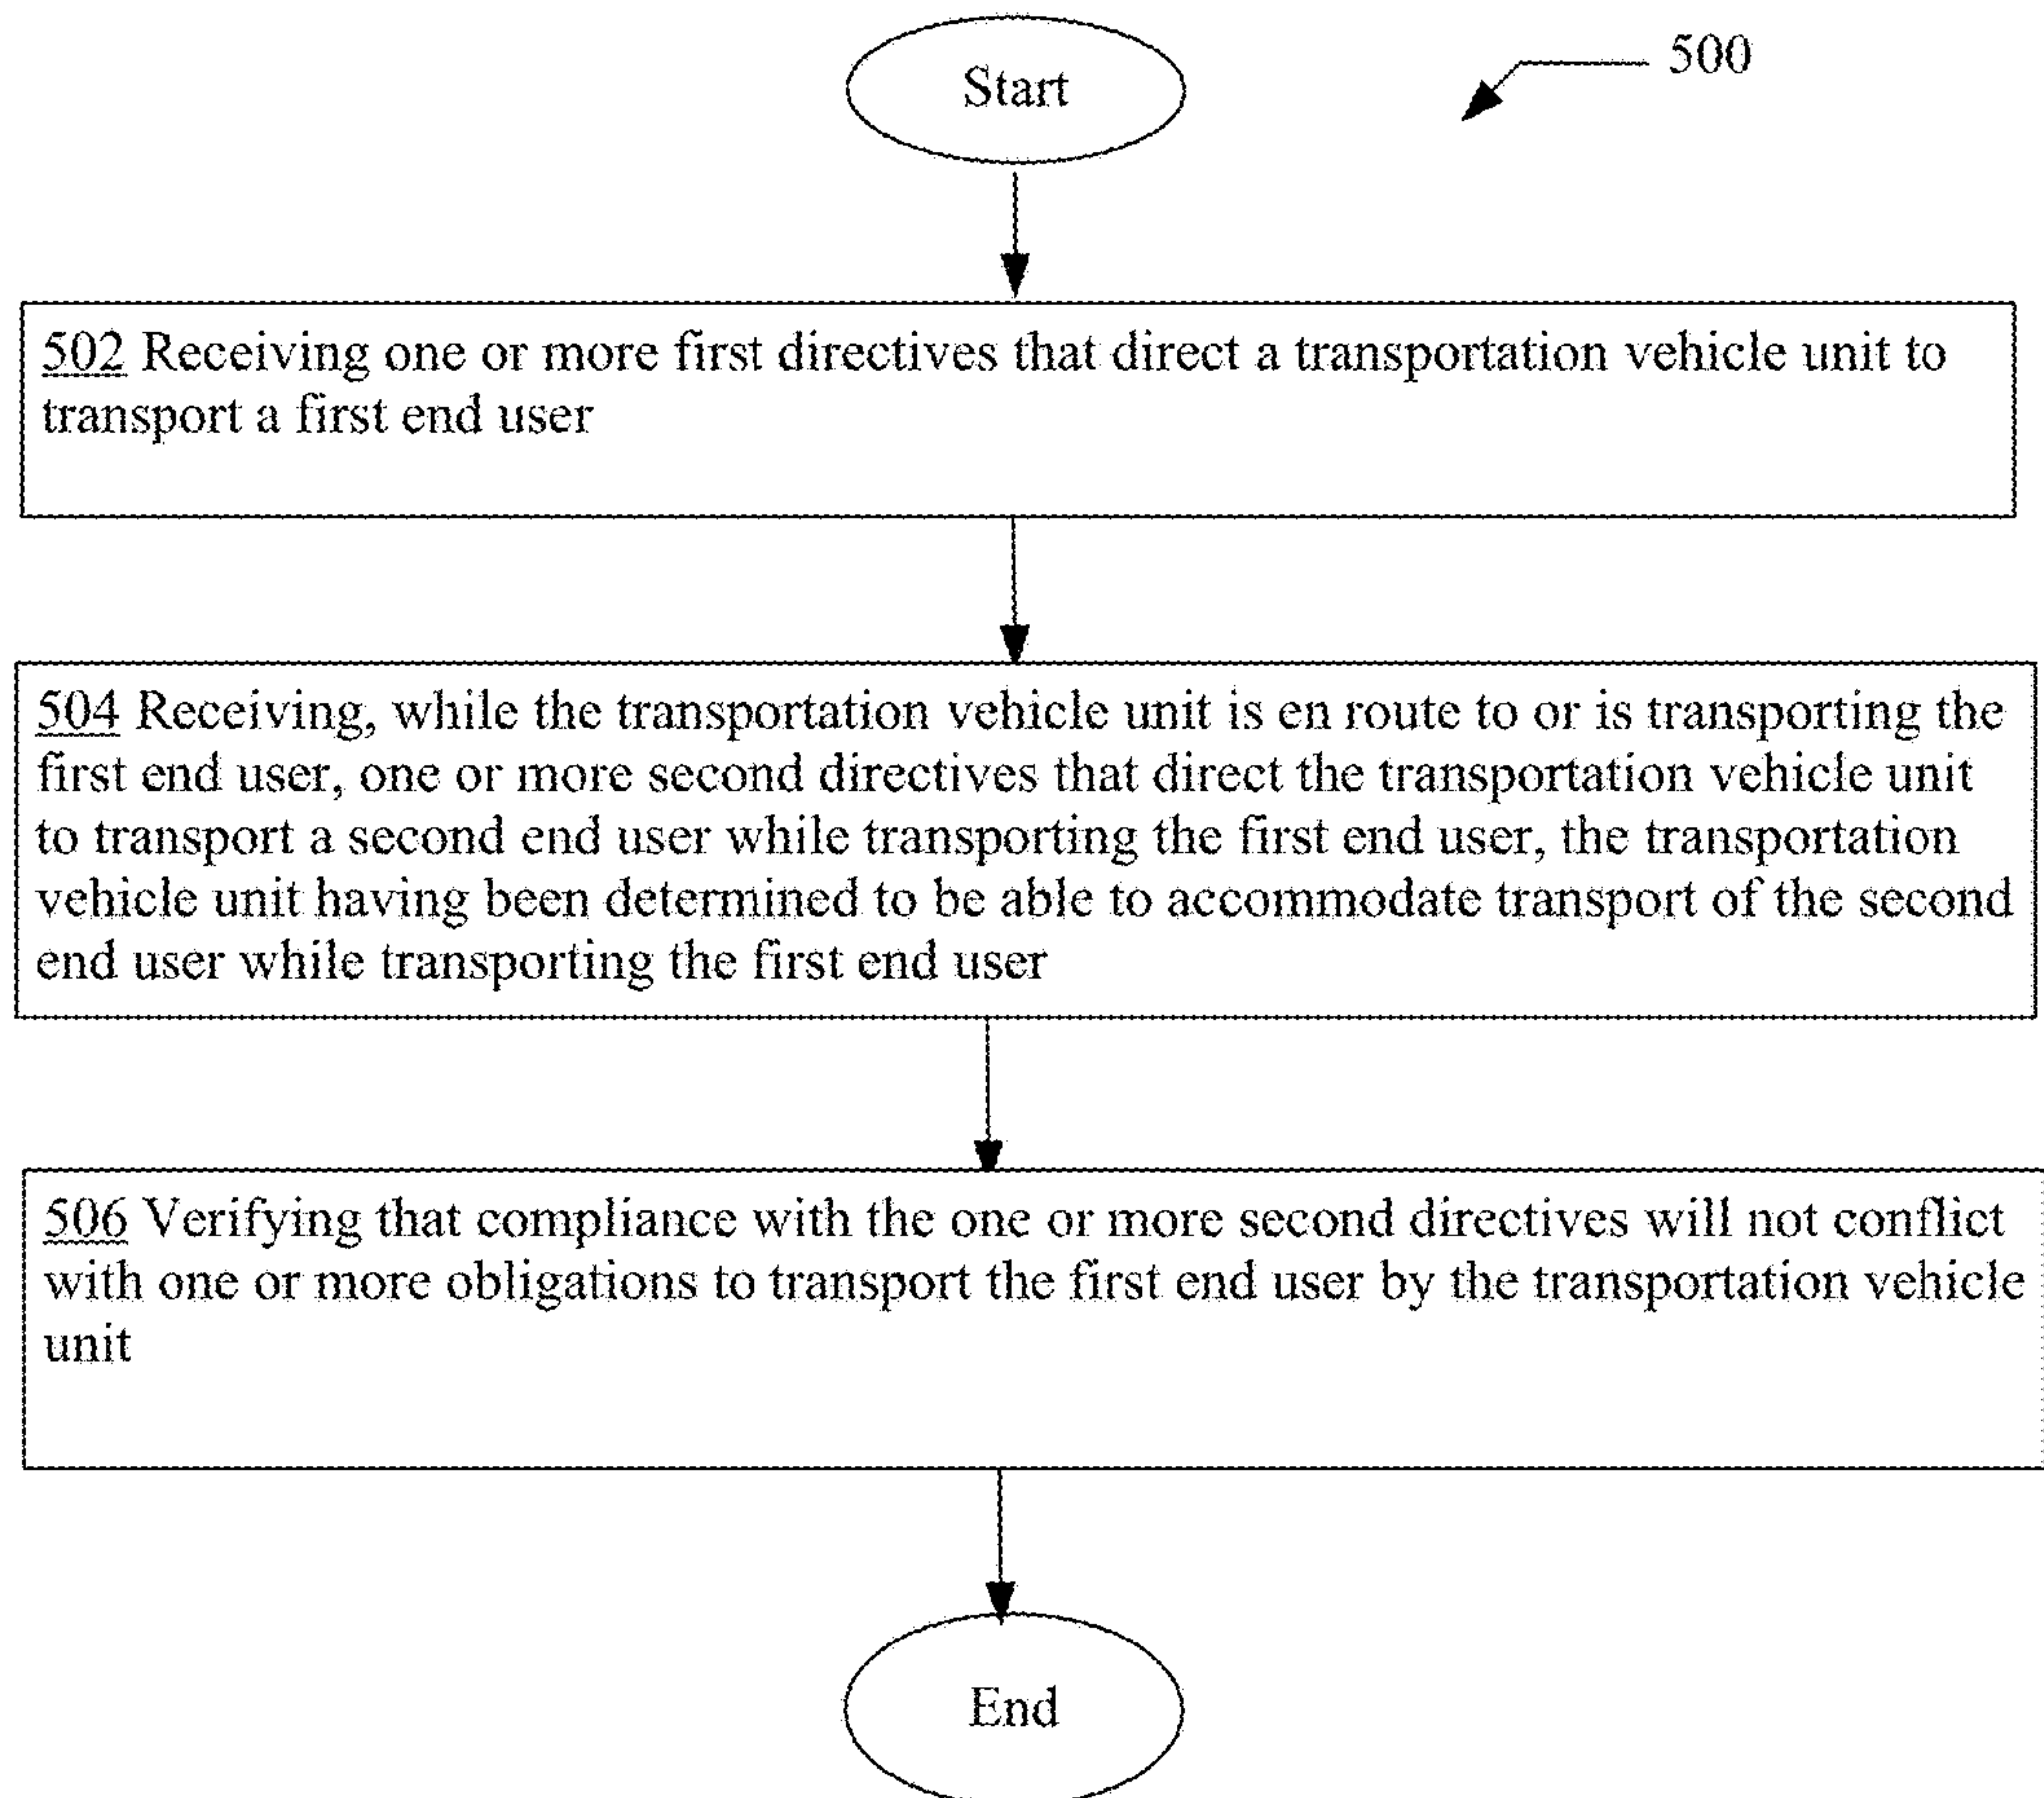 Start
500
502 Receiving one or more first directives that direct a transportation vehicle unit to
transport a first end user
504 Receiving, while the transportation vehicle unit is en route to or is transporting the
first end user, one or more second directives that direct the transportation vehicle unit
to transport a second end user while transporting the first end user, the transportation
vehicle unit having been determined to be able to accommodate transport of the second
end user while transporting the first end user
506 Verifying that compliance with the one or more second directives will not conflict
with one or more obligations to transport the first end user by the transportation vehicle
unit
End